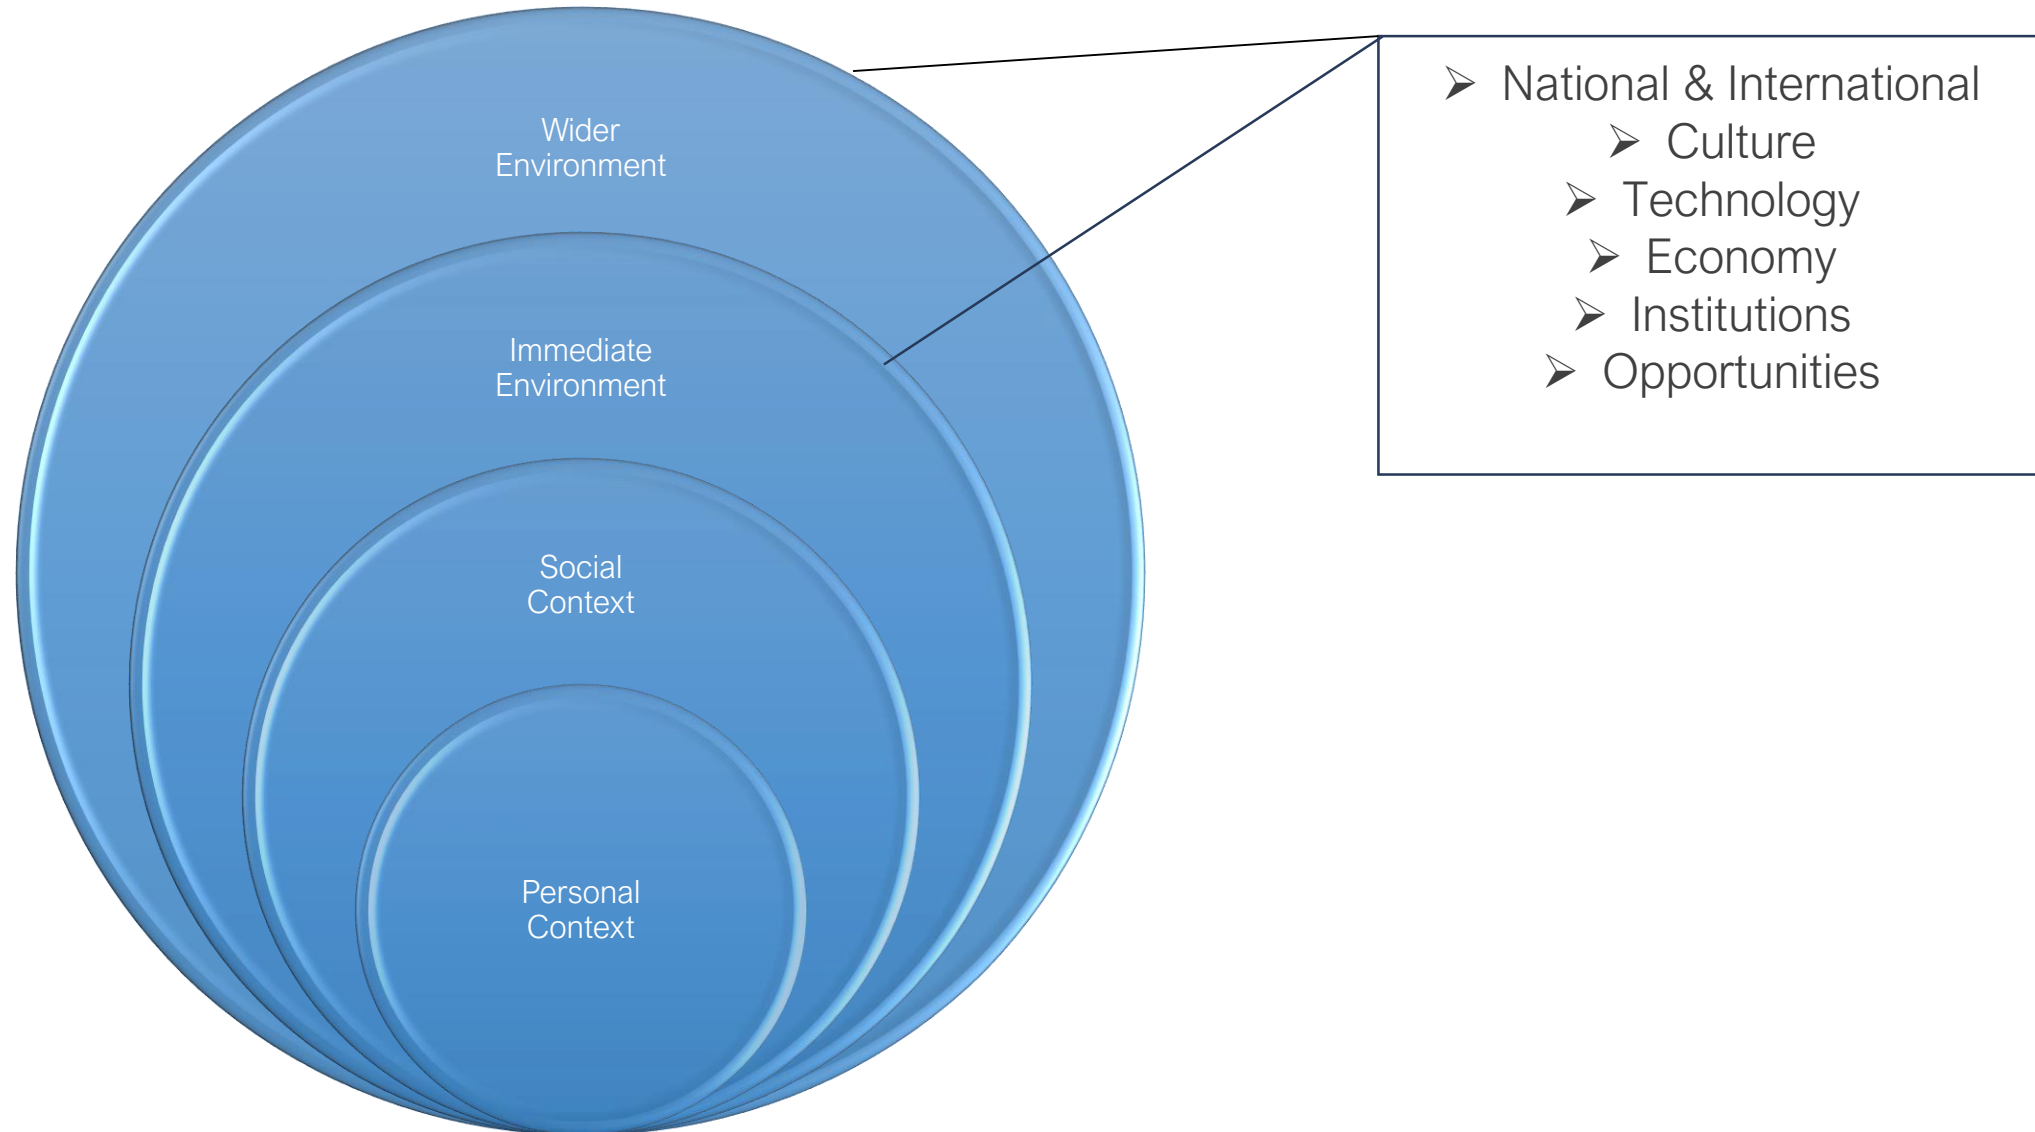 Wider
Environment
Immediate
Environment
Social
Context
Personal
Context
➢ National & International
➢ Culture
➢ Technology
➢ Economy
➢ Institutions
➢ Opportunities